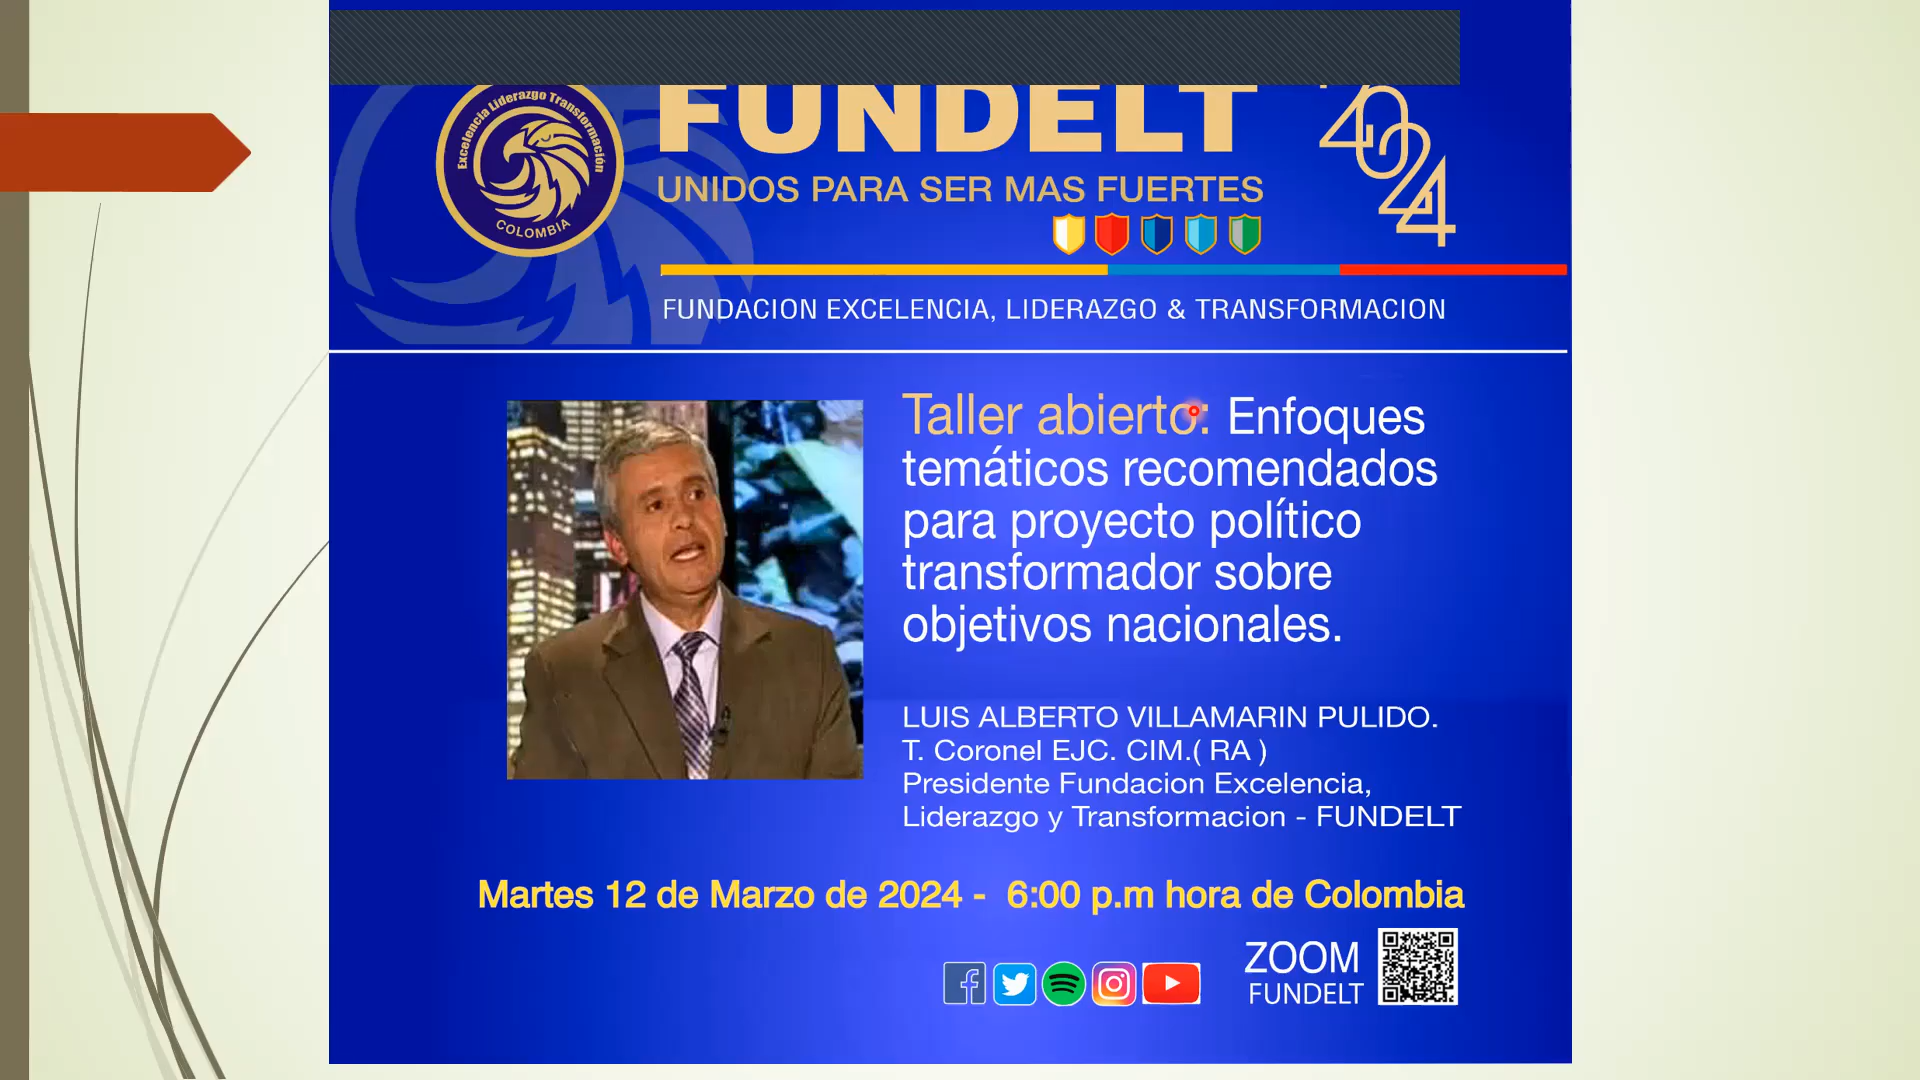 FUNDELT
2024
Excelencia Liderazgo Transformación
COLOMBIA
UNIDOS PARA SER MAS FUERTES
FUNDACION EXCELENCIA, LIDERAZGO & TRANSFORMACION
Taller abierto: Enfoques
temáticos recomendados
para proyecto político
transformador sobre
objetivos nacionales.
LUIS ALBERTO VILLAMARIN PULIDO.
T. Coronel EJC. CIM.( RA )
Presidente Fundacion Excelencia,
Liderazgo y Transformacion - FUNDELT
Martes 12 de Marzo de 2024 - 6:00 p.m hora de Colombia
ZOOM
FUNDELT